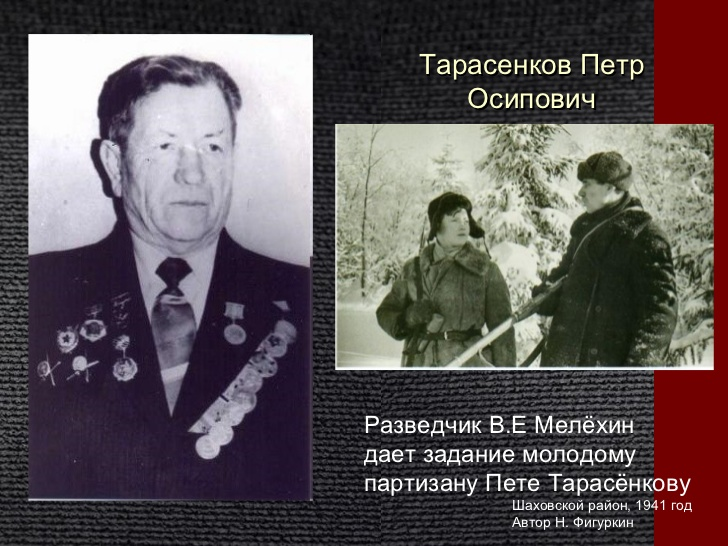 Тарасенков Петр
Осипович
Разведчик В.Е Мелёхин
дает задание молодому
партизану Пете Тарасёнкову
Шаховской район, 1941 год
Автор Н. Фигуркин